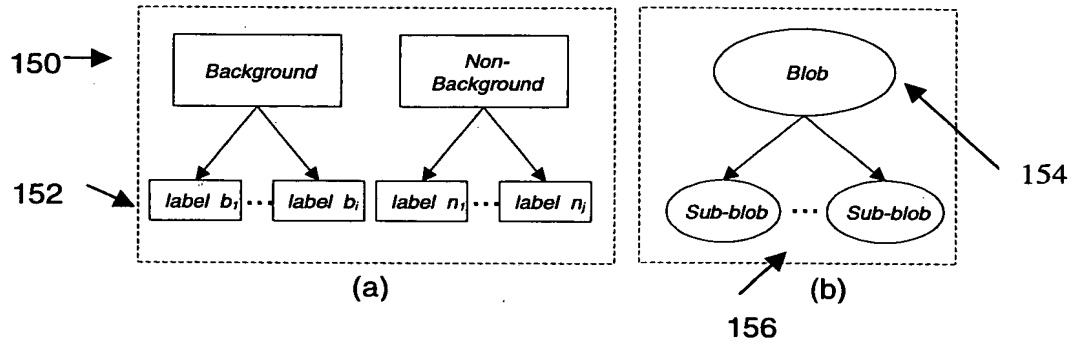 150
Background
Non-
Background
Blob
154
152
label b₁ ... label bᵢ
label n₁ ... label nⱼ
Sub-blob ... Sub-blob
(a)
(b)
156